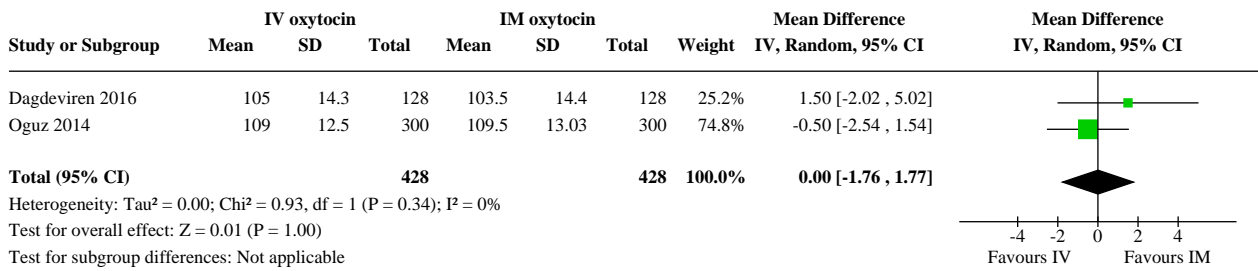 IV oxytocin IM oxytocin Mean Difference Mean Difference
Study or Subgroup Mean SD Total Mean SD Total Weight IV, Random, 95% CI IV, Random, 95% CI
Dagdeviren 2016 105 14.3 128 103.5 14.4 128 25.2% 1.50 [-2.02 , 5.02]
Oguz 2014 109 12.5 300 109.5 13.03 300 74.8% -0.50 [-2.54 , 1.54]
Total (95% CI) 428 428 100.0% 0.00 [-1.76 , 1.77]
Heterogeneity: Tau² = 0.00; Chi² = 0.93, df = 1 (P = 0.34); I² = 0%
Test for overall effect: Z = 0.01 (P = 1.00)
-4 -2 0 2 4
Test for subgroup differences: Not applicable
Favours IV Favours IM